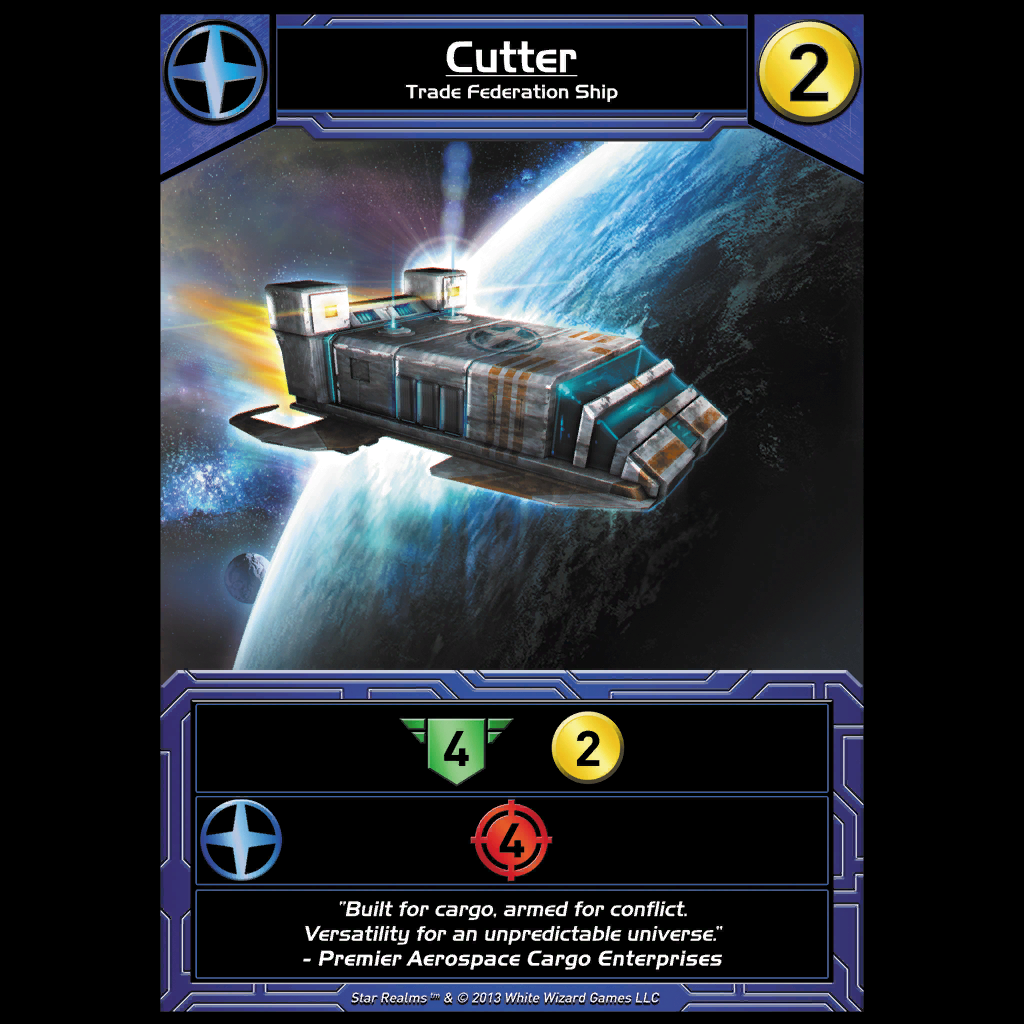 Cutter
Trade Federation Ship
2
4 2
4
"Built for cargo, armed for conflict.
Versatility for an unpredictable universe."
- Premier Aerospace Cargo Enterprises
Star Realms™ & © 2013 White Wizard Games LLC